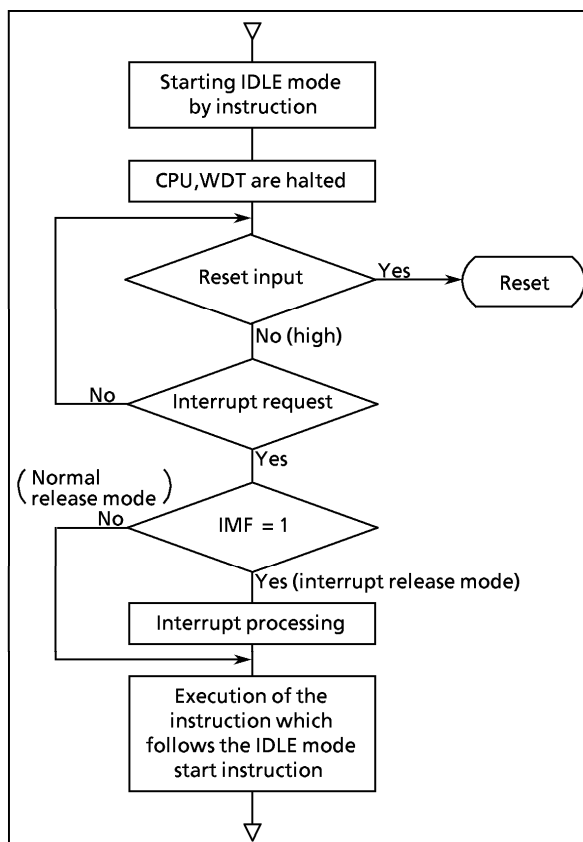 Starting IDLE mode
by instruction
CPU,WDT are halted
Reset input
Yes
Reset
No (high)
No
Interrupt request
Yes
(Normal
release mode)
No
IMF = 1
Yes (interrupt release mode)
Interrupt processing
Execution of the
instruction which
follows the IDLE mode
start instruction